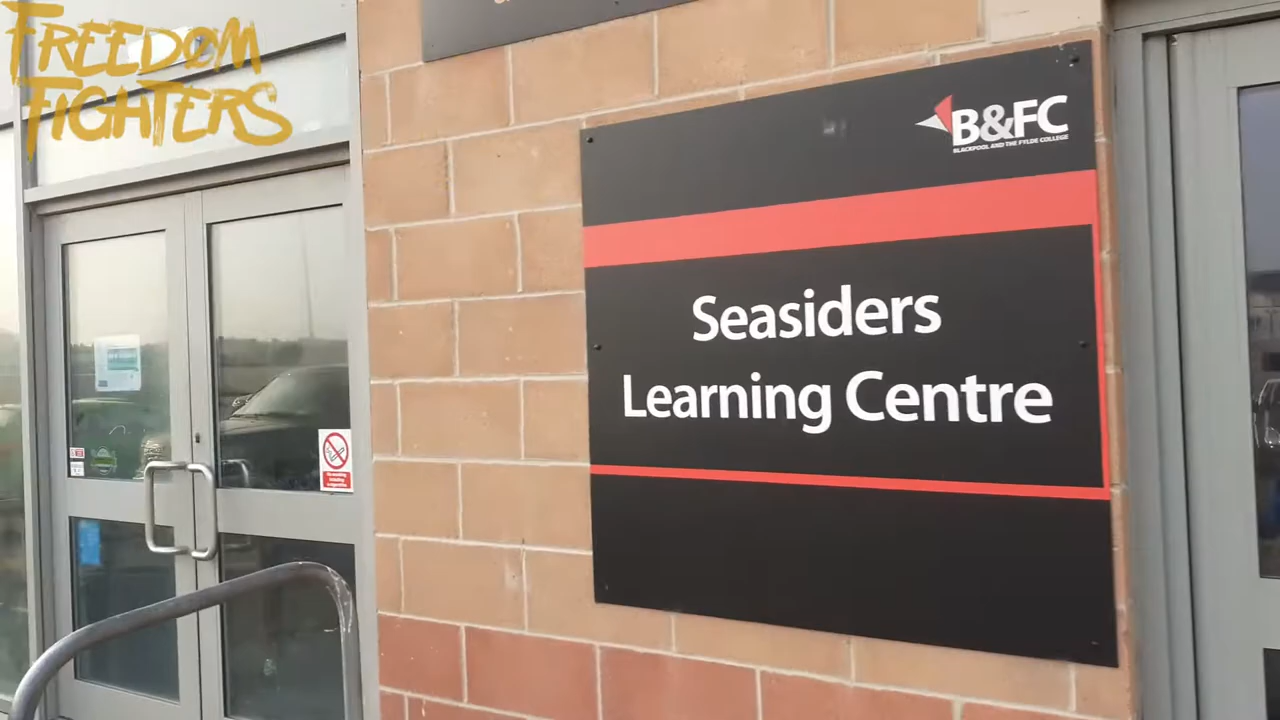 FREEDOM
FIGHTERS
B&FC
BLACKPOOL AND THE FYLDE COLLEGE
Seasiders
Learning Centre